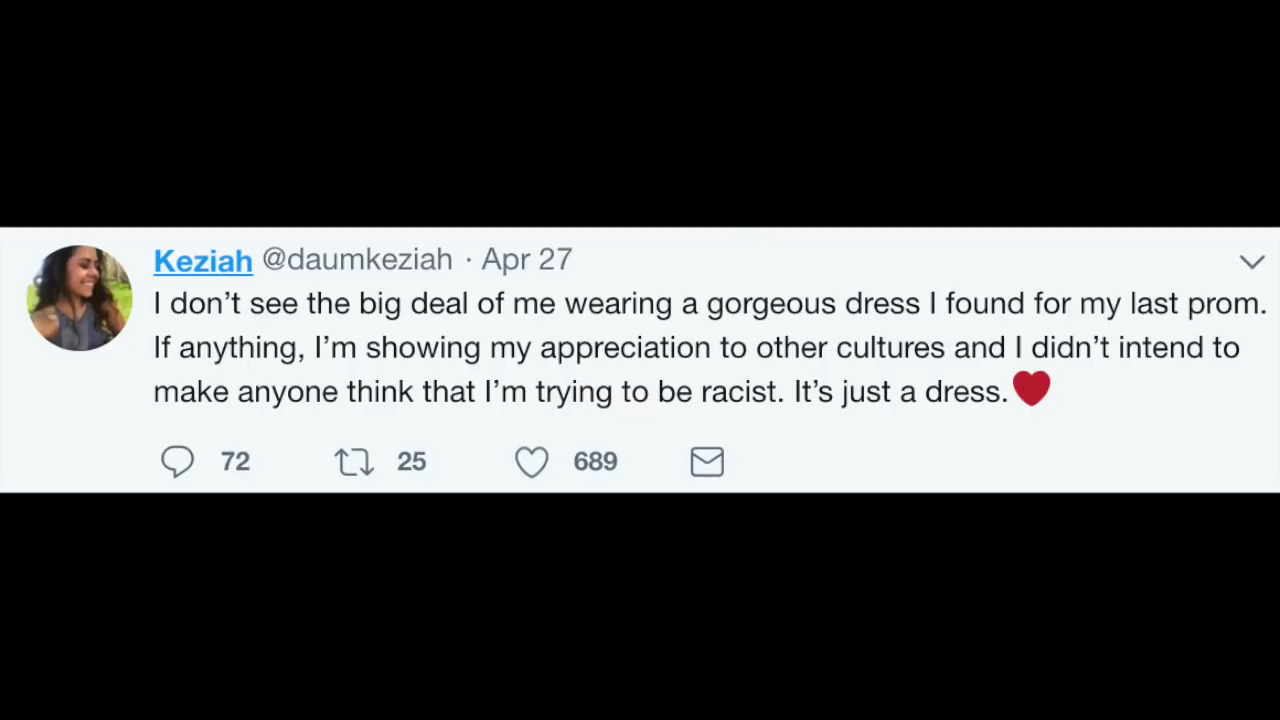 Keziah @daumkeziah · Apr 27
I don’t see the big deal of me wearing a gorgeous dress I found for my last prom.
If anything, I’m showing my appreciation to other cultures and I didn’t intend to
make anyone think that I’m trying to be racist. It’s just a dress.❤️
72 25 689